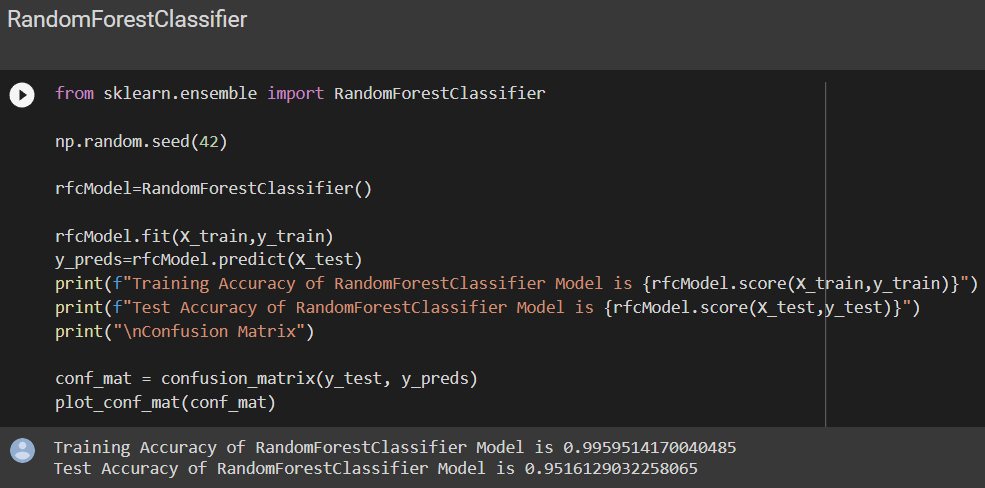 RandomForestClassifier
from sklearn.ensemble import RandomForestClassifier
np.random.seed(42)
rfcModel=RandomForestClassifier()
rfcModel.fit(X_train,y_train)
y_preds=rfcModel.predict(X_test)
print(f"Training Accuracy of RandomForestClassifier Model is {rfcModel.score(X_train,y_train)}")
print(f"Test Accuracy of RandomForestClassifier Model is {rfcModel.score(X_test,y_test)}")
print("\nConfusion Matrix")
conf_mat = confusion_matrix(y_test, y_preds)
plot_conf_mat(conf_mat)
Training Accuracy of RandomForestClassifier Model is 0.9959514170040485
Test Accuracy of RandomForestClassifier Model is 0.9516129032258065